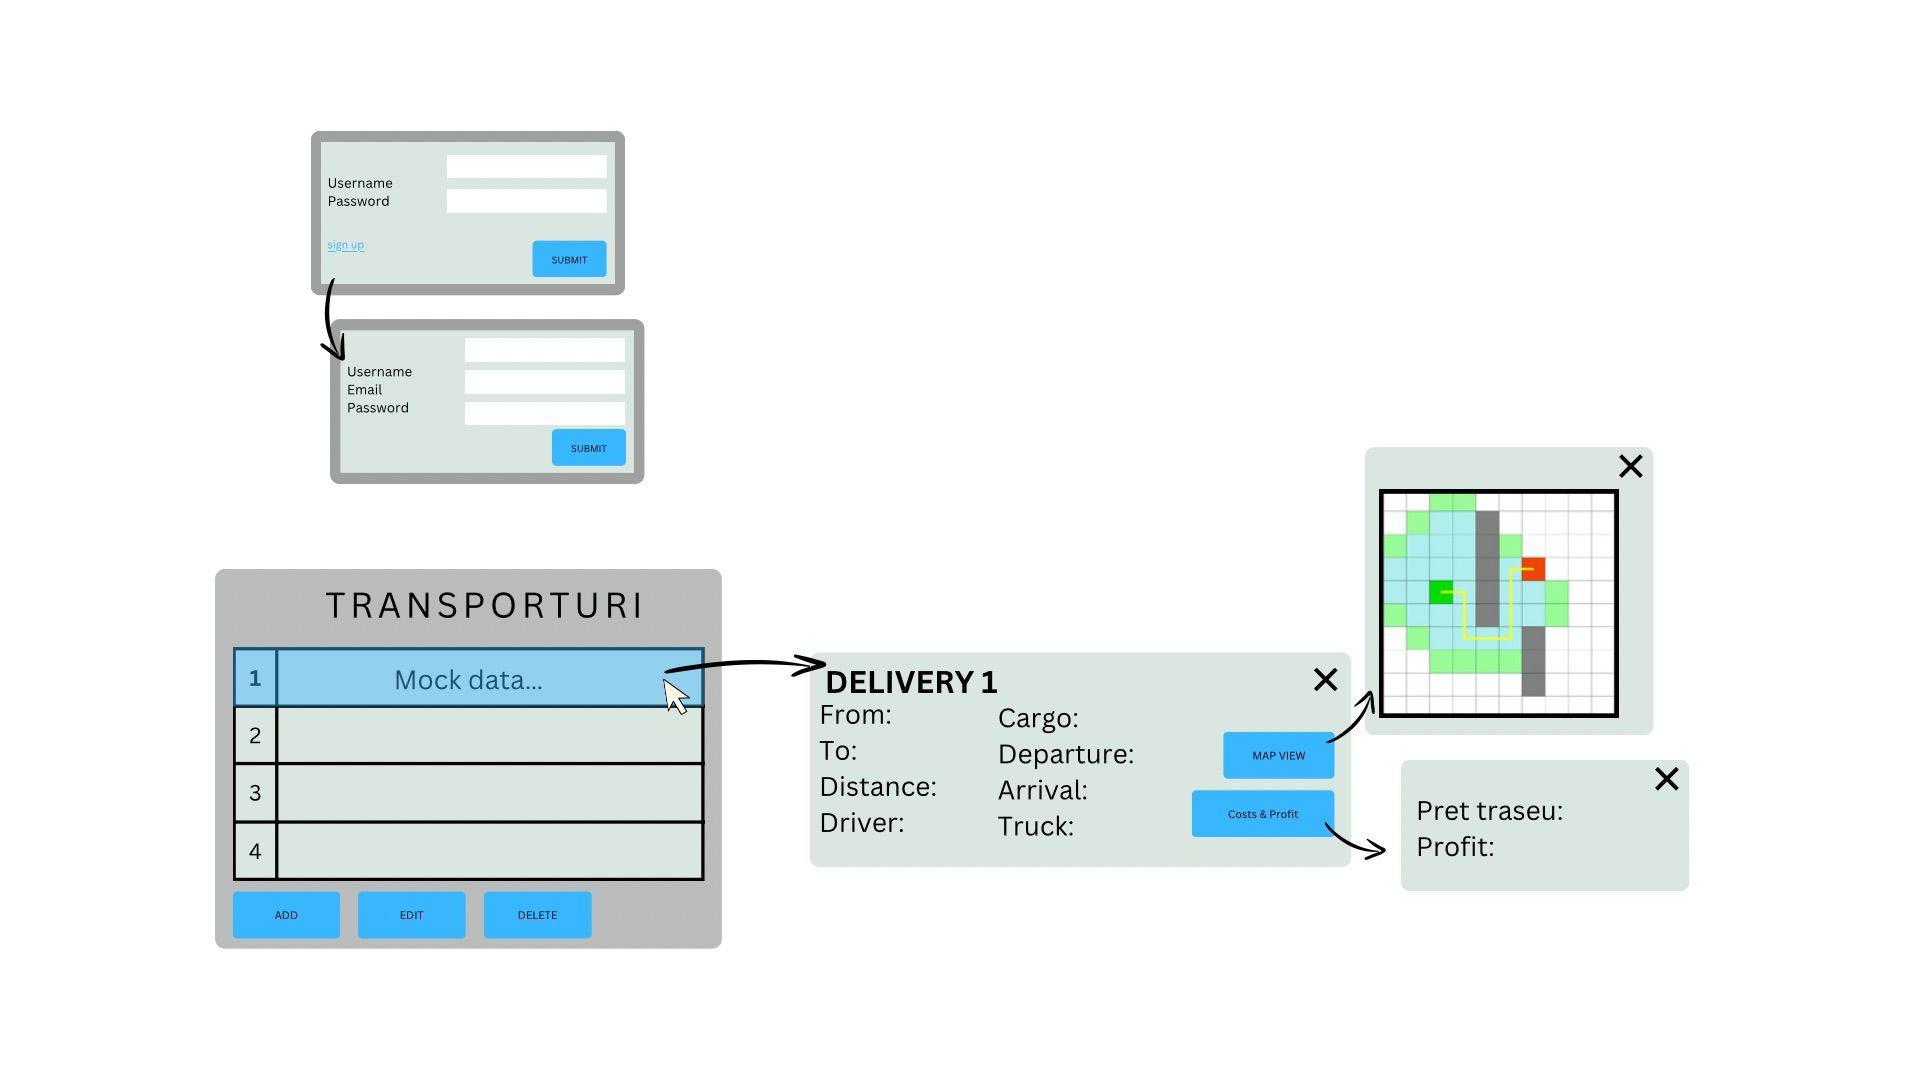 Username
Password
sign up
SUBMIT
Username
Email
Password
SUBMIT
TRANSPORTURI
1 Mock data...
2
3
4
ADD EDIT DELETE
DELIVERY 1
From:
To:
Distance:
Driver:
Cargo:
Departure:
Arrival:
Truck:
MAP VIEW
Costs & Profit
Pret traseu:
Profit: